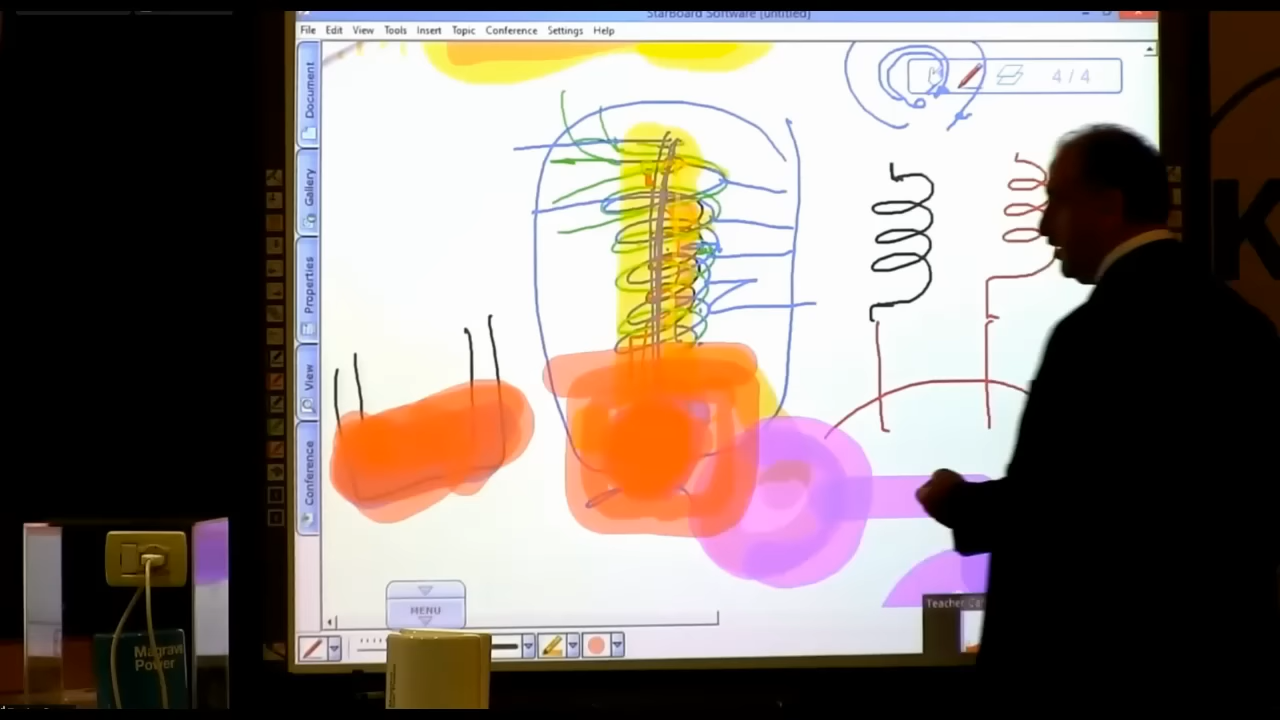 StarBoard Software [untitled]
File Edit View Tools Insert Topic Conference Settings Help
Document
Gallery
Properties
View
Conference
4 / 4
MENU
Teacher
Magrav
Power
K